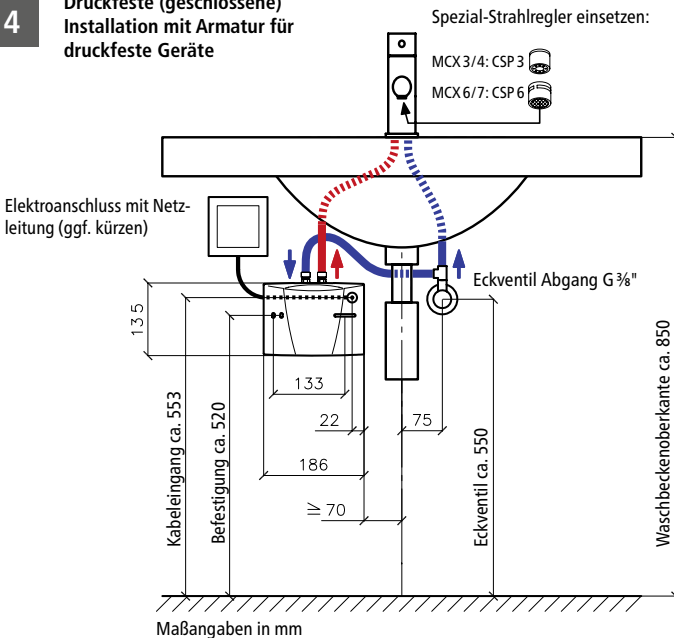 4
Druckfeste (geschlossene)
Installation mit Armatur für
druckfeste Geräte
Spezial-Strahlregler einsetzen:
MCX 3/4: CSP 3
MCX 6/7: CSP 6
Elektroanschluss mit Netz-
leitung (ggf. kürzen)
Eckventil Abgang G ⅜"
135
133
22
75
186
≥ 70
Kabeleingang ca. 553
Befestigung ca. 520
Eckventil ca. 550
Waschbeckenoberkante ca. 850
Maßangaben in mm